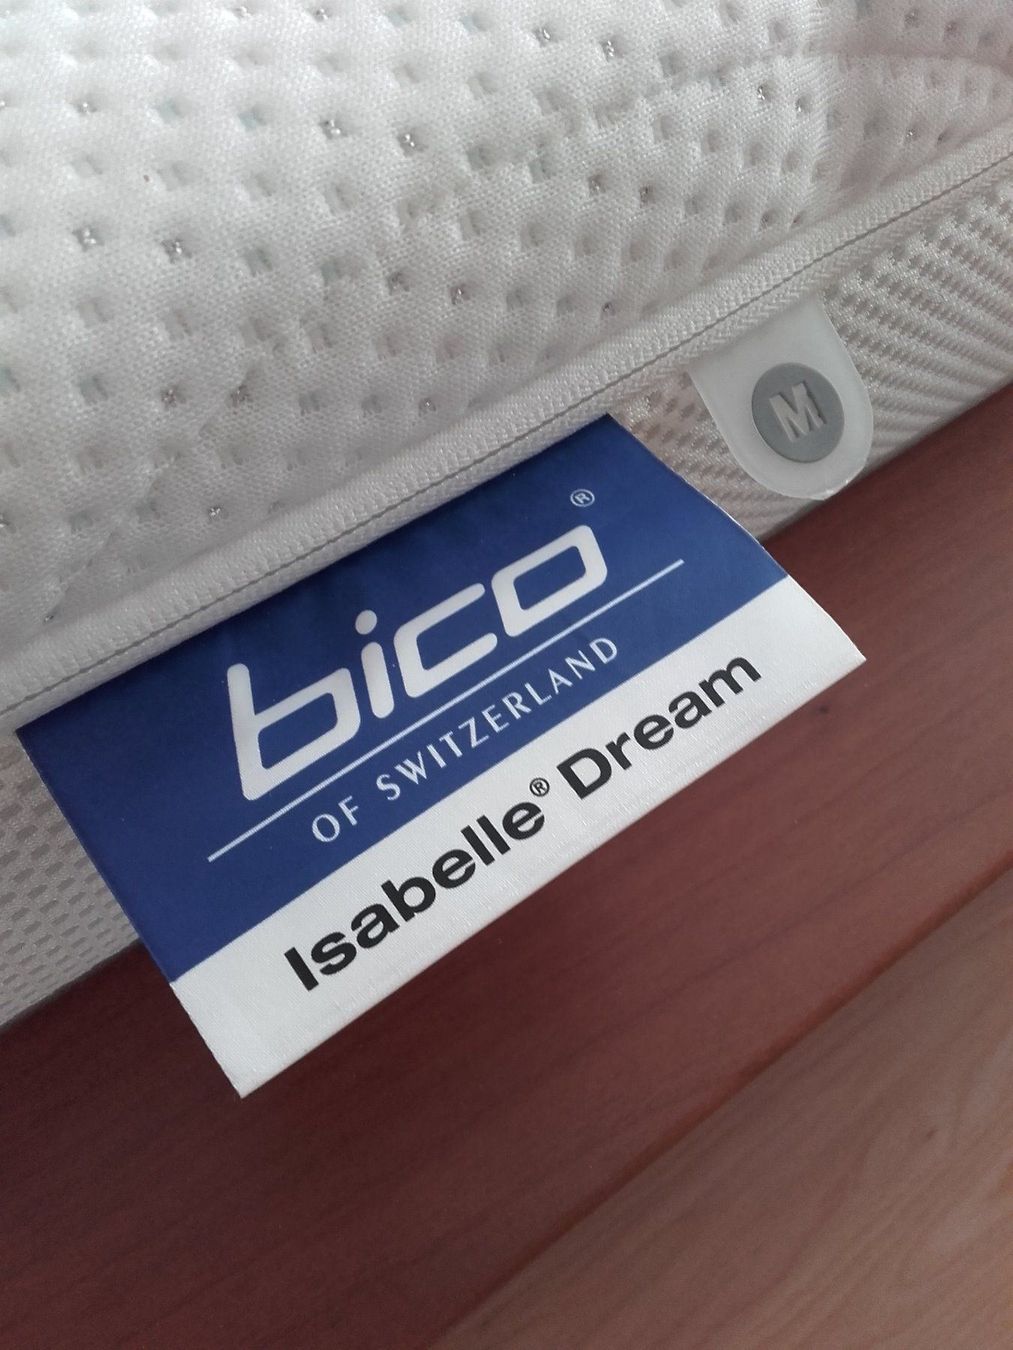 M
bico®
OF SWITZERLAND
Isabelle® Dream